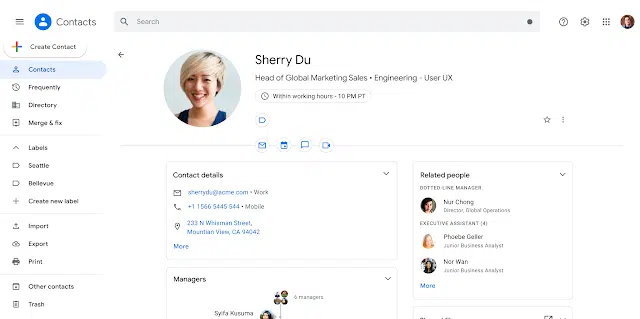 Contacts
Search
Create Contact
Contacts
Frequently
Directory
Merge & fix
Labels
Seattle
Bellevue
Create new label
Import
Export
Print
Other contacts
Trash
Sherry Du
Head of Global Marketing Sales • Engineering - User UX
Within working hours - 10 PM PT
Contact details
sherrydu@acme.com • Work
+1 1566 5445 544 • Mobile
233 N Whisman Street,
Mountian View, CA 94042
More
Managers
6 managers
Syifa Kusuma
Related people
DOTTED-LINE MANAGER
Nur Chong
Director, Global Operations
EXECUTIVE ASSISTANT (4)
Phoebe Geller
Junior Business Analyst
Nor Wan
Junior Business Analyst
More